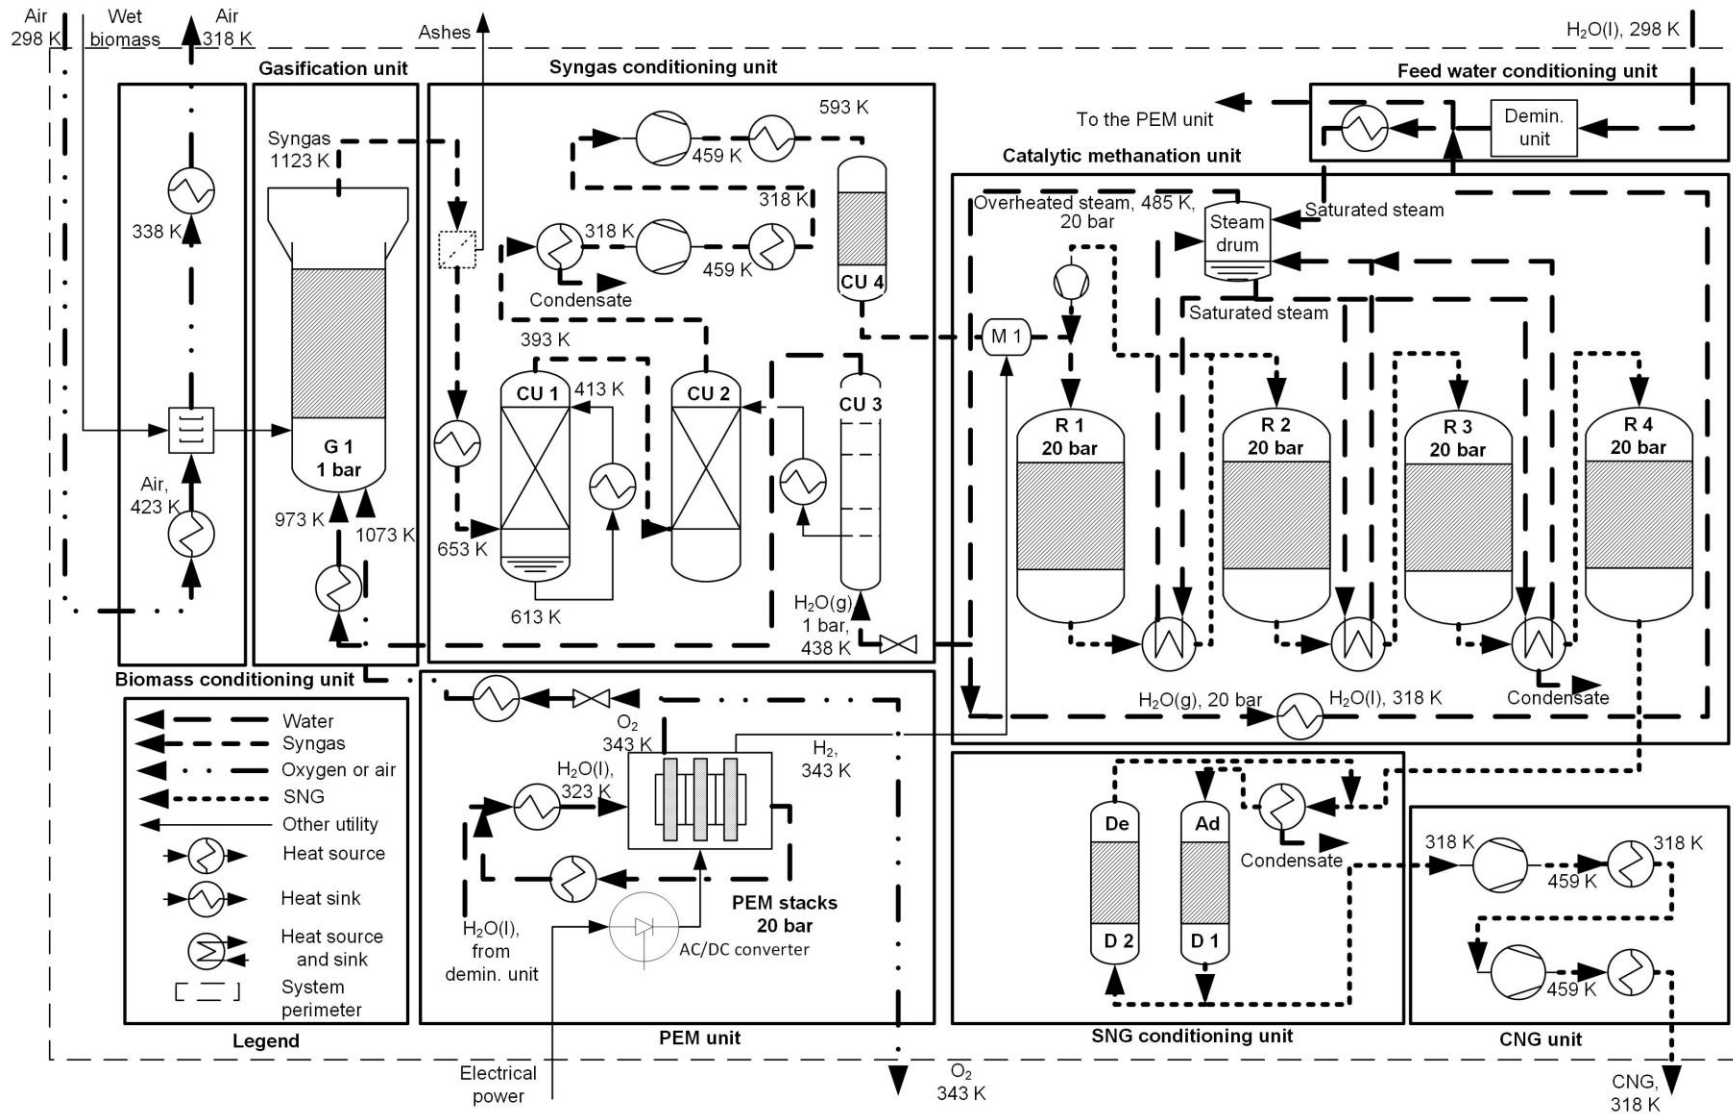 Air
298 K
Wet
biomass
Air
318 K
Ashes
H₂O(l), 298 K
Gasification unit
Syngas conditioning unit
Feed water conditioning unit
To the PEM unit
Demin.
unit
Catalytic methanation unit
Syngas
1123 K
593 K
459 K
318 K
318 K
459 K
Condensate
393 K
CU 4
338 K
Overheated steam, 485 K,
20 bar
Steam
drum
Saturated steam
Saturated steam
M 1
CU 1
413 K
CU 2
CU 3
R 1
20 bar
R 2
20 bar
R 3
20 bar
R 4
20 bar
G 1
1 bar
Air,
423 K
973 K
1073 K
653 K
613 K
H₂O(g)
1 bar,
438 K
Condensate
H₂O(g), 20 bar
H₂O(l), 318 K
Biomass conditioning unit
Water
Syngas
Oxygen or air
SNG
Other utility
Heat source
Heat sink
Heat source
and sink
System
perimeter
Legend
O₂
343 K
H₂,
343 K
H₂O(l),
323 K
PEM stacks
20 bar
H₂O(l),
from
demin. unit
AC/DC converter
PEM unit
De
Ad
D 2
D 1
Condensate
SNG conditioning unit
318 K
459 K
318 K
459 K
CNG unit
Electrical
power
O₂
343 K
CNG,
318 K